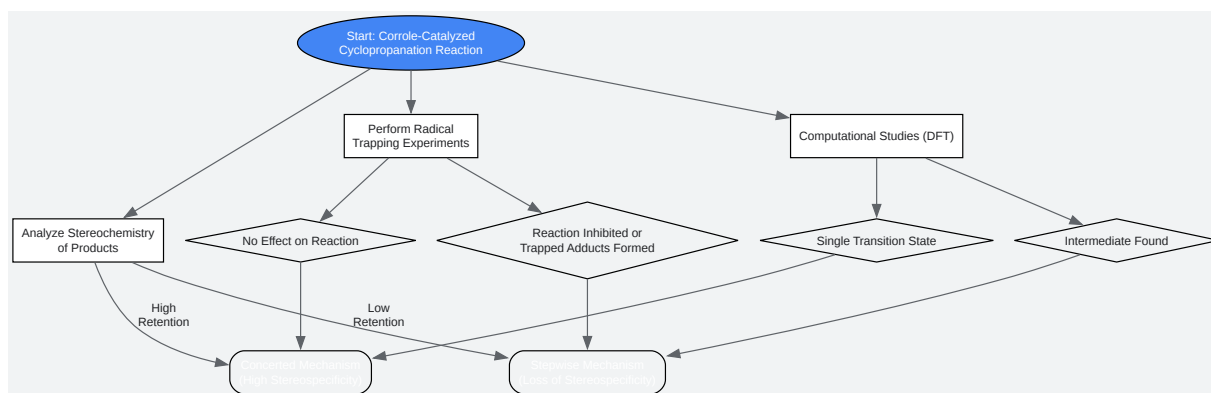 Start: Corrole-Catalyzed
Cyclopropanation Reaction
Perform Radical
Trapping Experiments
Computational Studies (DFT)
Analyze Stereochemistry
of Products
No Effect on Reaction
Reaction Inhibited or
Trapped Adducts Formed
Single Transition State
Intermediate Found
High
Retention
Low
Retention
Concerted Mechanism
(High Stereospecificity)
Stepwise Mechanism
(Loss of Stereospecificity)